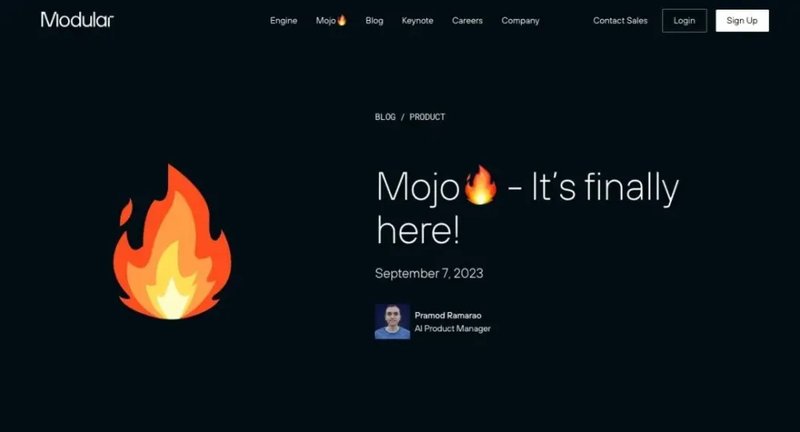 Modular
Engine Mojo🔥 Blog Keynote Careers Company Contact Sales Login Sign Up
BLOG / PRODUCT
Mojo🔥 - It's finally
here!
September 7, 2023
Pramod Ramarao
AI Product Manager